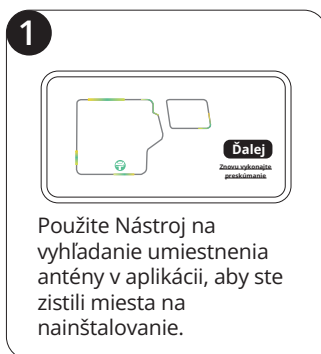 1
Ďalej
Znovu vykonajte
preskúmanie
Použite Nástroj na
vyhľadanie umiestnenia
antény v aplikácii, aby ste
zistili miesta na
nainštalovanie.